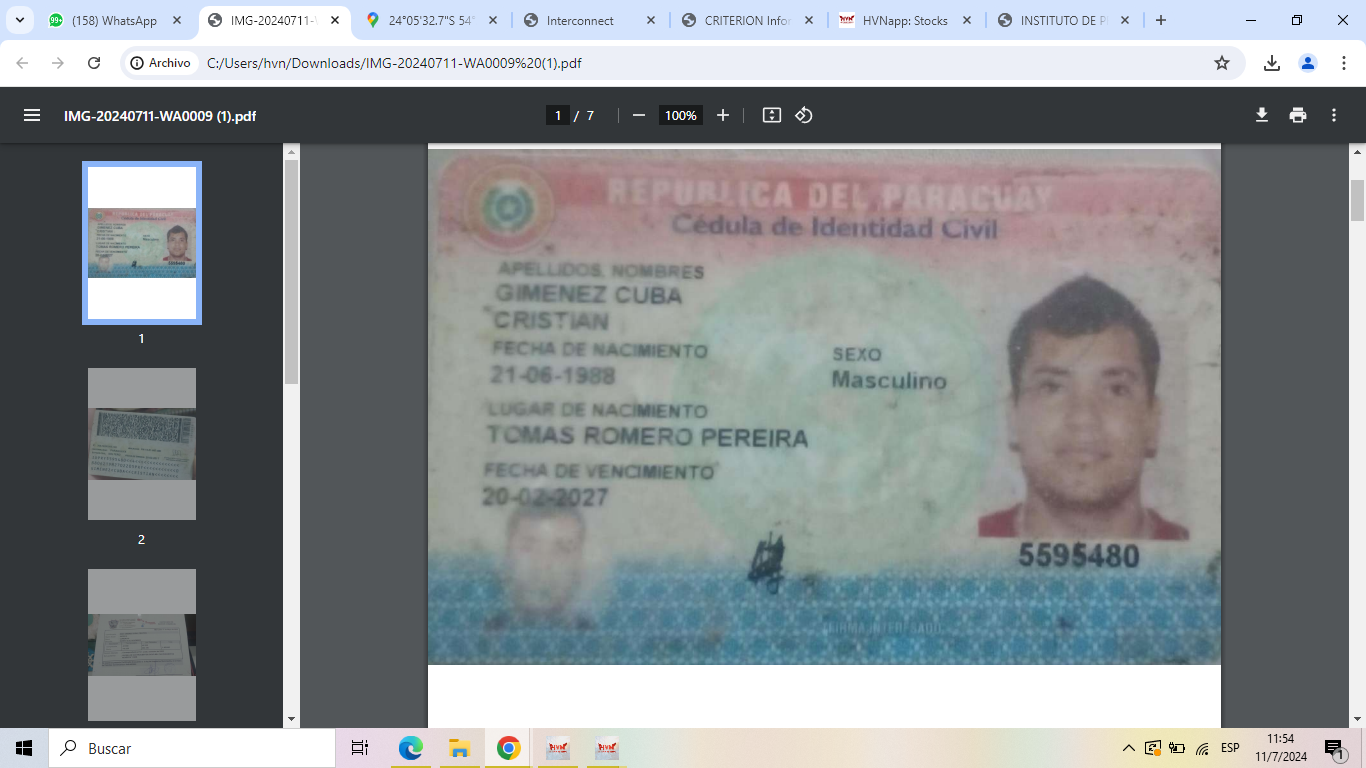 (158) WhatsApp
IMG-20240711-W
24°05'32.7"S 54°
Interconnect
CRITERION Infor
HVNapp: Stocks
INSTITUTO DE P
Archivo
C:/Users/hvn/Downloads/IMG-20240711-WA0009%20(1).pdf
IMG-20240711-WA0009 (1).pdf
1 / 7
100%
REPUBLICA DEL PARAGUAY
Cédula de Identidad Civil
APELLIDOS, NOMBRES
GIMENEZ CUBA
CRISTIAN
FECHA DE NACIMIENTO
21-06-1988
SEXO
Masculino
LUGAR DE NACIMIENTO
TOMAS ROMERO PEREIRA
FECHA DE VENCIMIENTO
20-02-2027
5595480
FIRMA INTERESADO
1
2
Buscar
ESP
11:54
11/7/2024
1